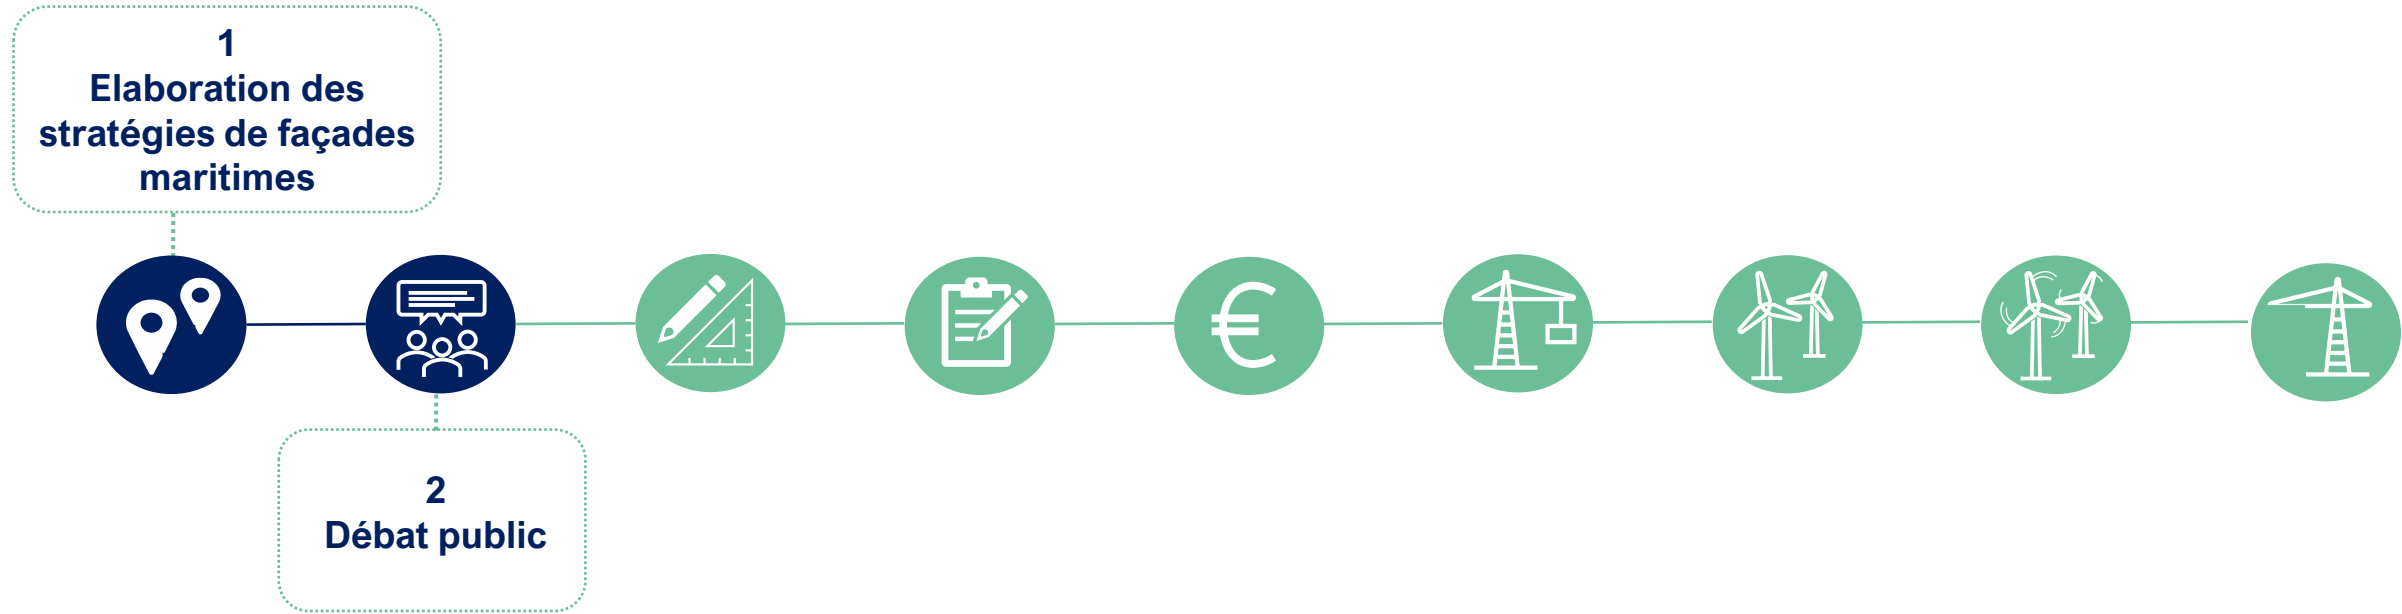 1
Elaboration des
stratégies de façades
maritimes
€
2
Débat public